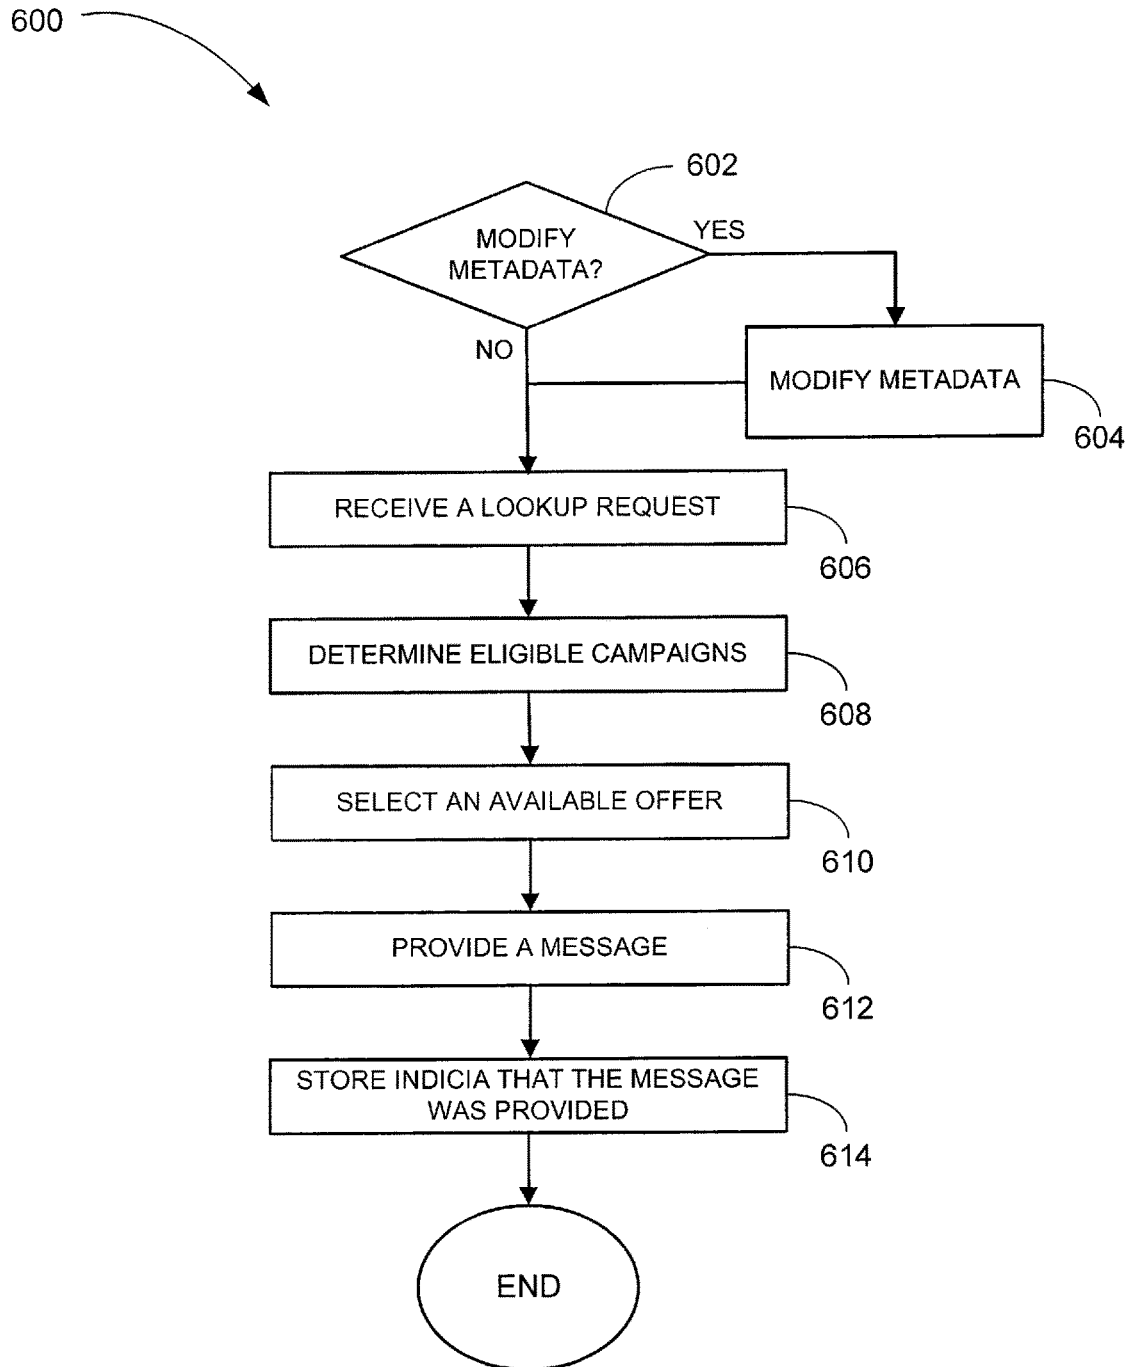 600
602
MODIFY
METADATA?
YES
NO
MODIFY METADATA
604
RECEIVE A LOOKUP REQUEST
606
DETERMINE ELIGIBLE CAMPAIGNS
608
SELECT AN AVAILABLE OFFER
610
PROVIDE A MESSAGE
612
STORE INDICIA THAT THE MESSAGE
WAS PROVIDED
614
END